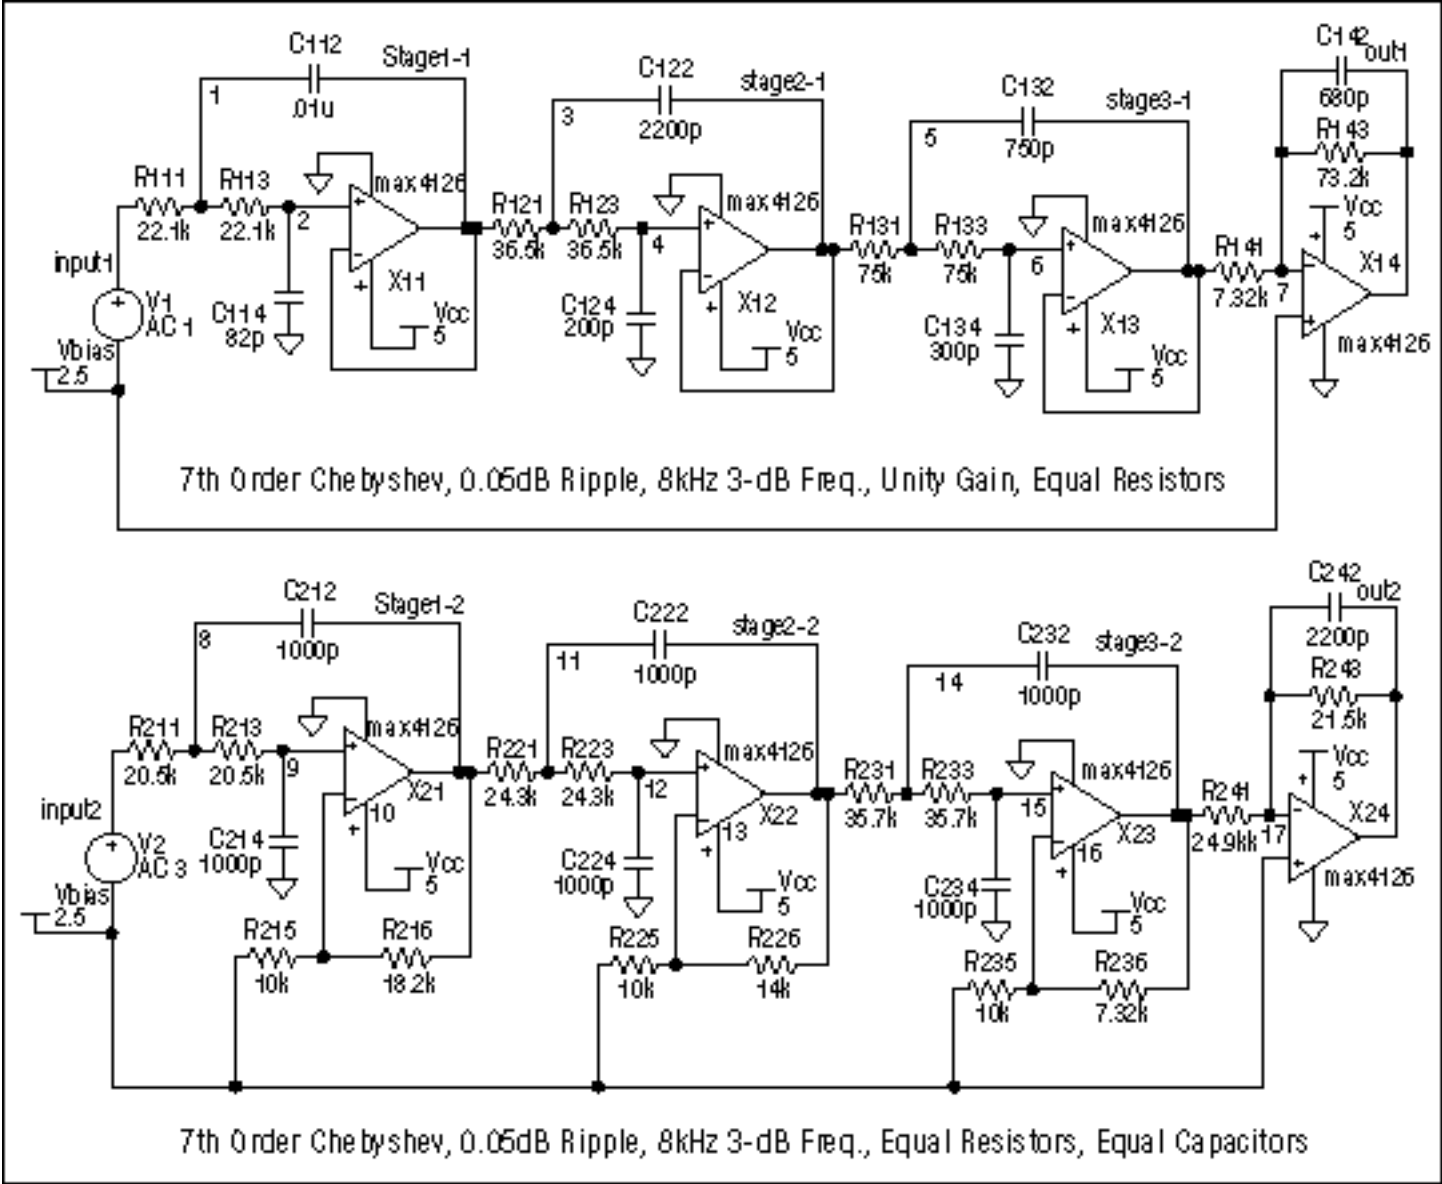 C112
Stage1-1
1
.01u
R111
R113
22.1k
22.1k
2
max4126
X11
Vcc
5
C114
82p
input1
V1
AC 1
Vbias
2.5
C122
stage2-1
3
2200p
R121
R123
36.5k
36.5k
4
max4126
X12
Vcc
5
C124
200p
C132
stage3-1
5
750p
R131
R133
75k
75k
6
max4126
X13
Vcc
5
C134
300p
C142
out1
680p
R143
73.2k
R141
7.32k
7
Vcc
5
X14
max4126
7th Order Chebyshev, 0.05dB Ripple, 8kHz 3-dB Freq., Unity Gain, Equal Resistors
C212
Stage1-2
8
1000p
R211
R213
20.5k
20.5k
9
max4126
X21
10
Vcc
5
C214
1000p
input2
V2
AC 3
Vbias
2.5
R215
10k
R216
18.2k
C222
stage2-2
11
1000p
R221
R223
24.3k
24.3k
12
max4126
X22
13
Vcc
5
C224
1000p
R225
10k
R226
14k
C232
stage3-2
14
1000p
R231
R233
35.7k
35.7k
15
max4126
X23
16
Vcc
5
C234
1000p
R235
10k
R236
7.32k
C242
out2
2200p
R243
21.5k
R241
24.9kk
17
Vcc
5
X24
max4126
7th Order Chebyshev, 0.05dB Ripple, 8kHz 3-dB Freq., Equal Resistors, Equal Capacitors